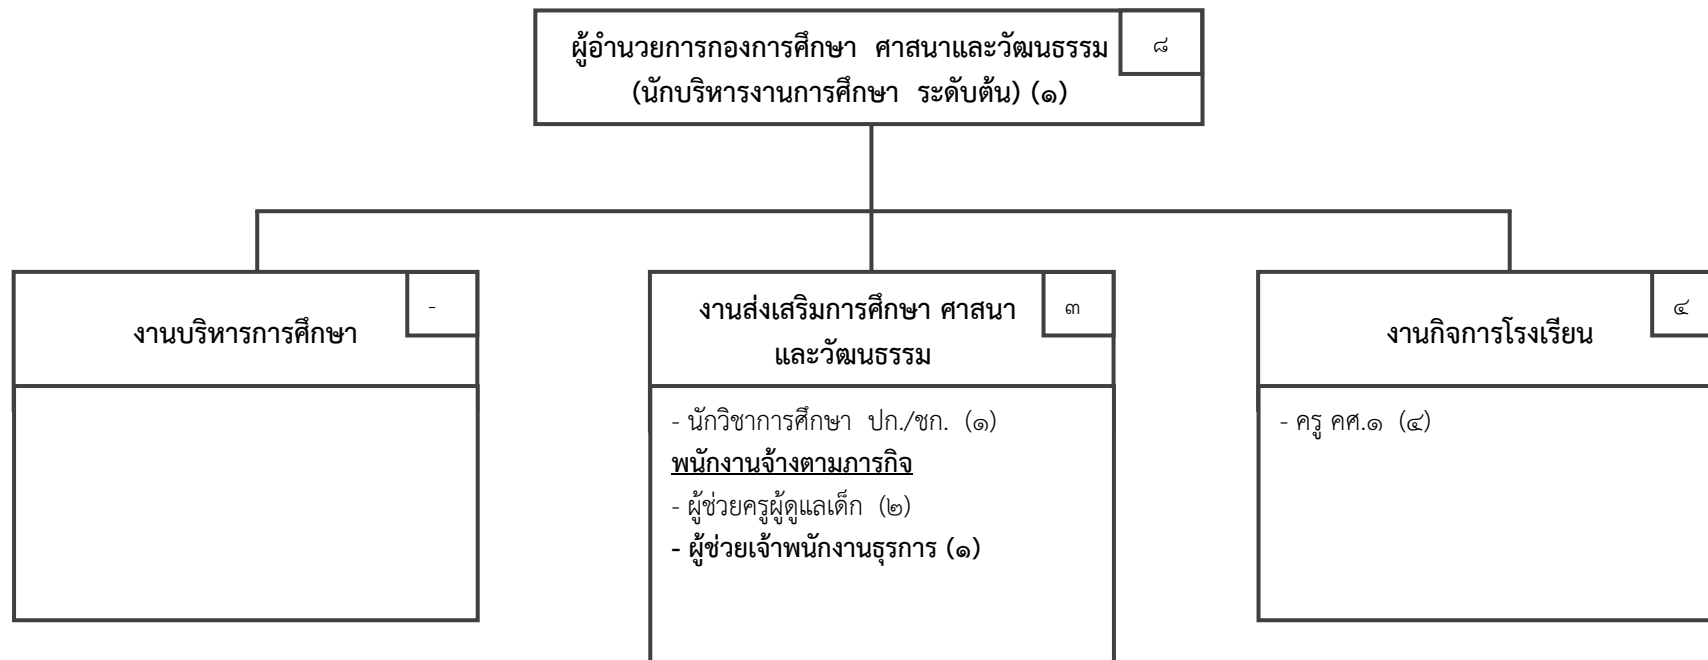 ผู้อำนวยการกองการศึกษา ศาสนาและวัฒนธรรม
(นักบริหารงานการศึกษา ระดับต้น) (๑)
๘
งานบริหารการศึกษา
-
งานส่งเสริมการศึกษา ศาสนา
และวัฒนธรรม
๓
- นักวิชาการศึกษา ปก./ชก. (๑)
พนักงานจ้างตามภารกิจ
- ผู้ช่วยครูผู้ดูแลเด็ก (๒)
- ผู้ช่วยเจ้าพนักงานธุรการ (๑)
งานกิจการโรงเรียน
๔
- ครู คศ.๑ (๔)